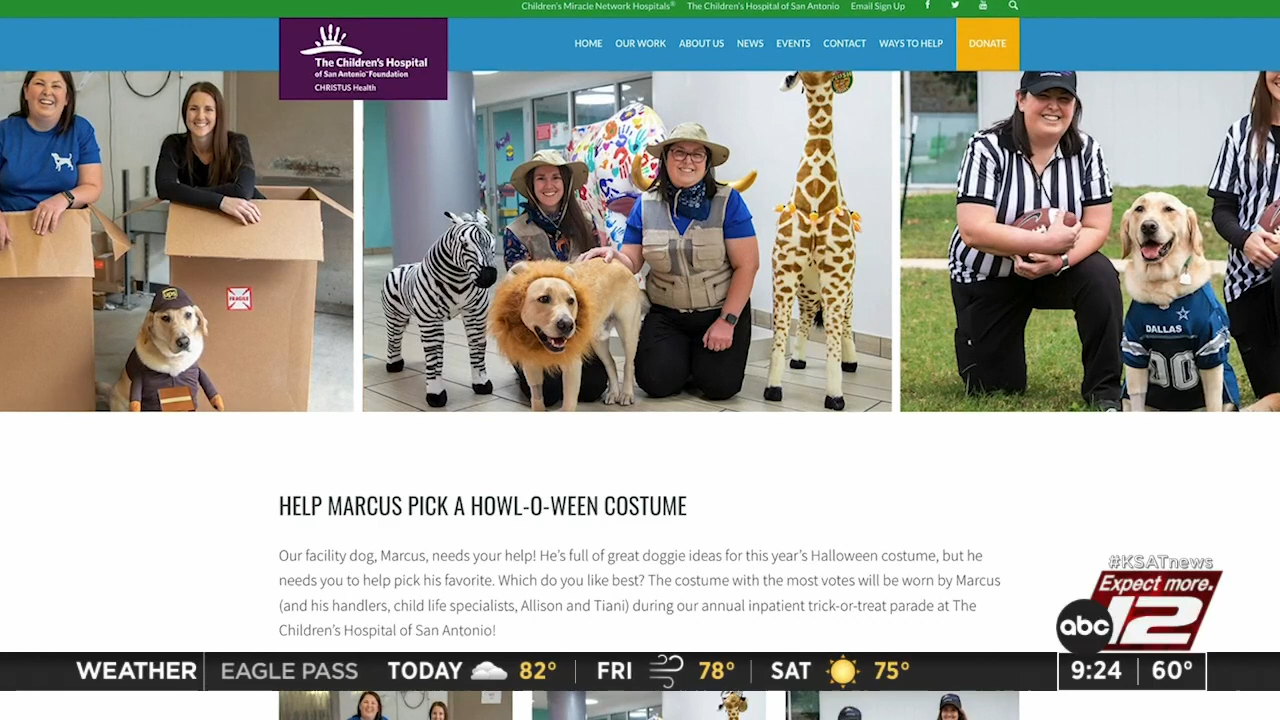 Children's Miracle Network Hospitals® The Children's Hospital of San Antonio Email Sign Up
HOME OUR WORK ABOUT US NEWS EVENTS CONTACT WAYS TO HELP DONATE
The Children's Hospital
of San Antonio™ Foundation
CHRISTUS Health
ups
FRAGILE
DALLAS
00
HELP MARCUS PICK A HOWL-O-WEEN COSTUME
Our facility dog, Marcus, needs your help! He's full of great doggie ideas for this year's Halloween costume, but he
needs you to help pick his favorite. Which do you like best? The costume with the most votes will be worn by Marcus
(and his handlers, child life specialists, Allison and Tiani) during our annual inpatient trick-or-treat parade at The
Children's Hospital of San Antonio!
#KSATnews
Expect more.
abc 12
WEATHER EAGLE PASS TODAY 82° FRI 78° SAT 75° 9:24 60°